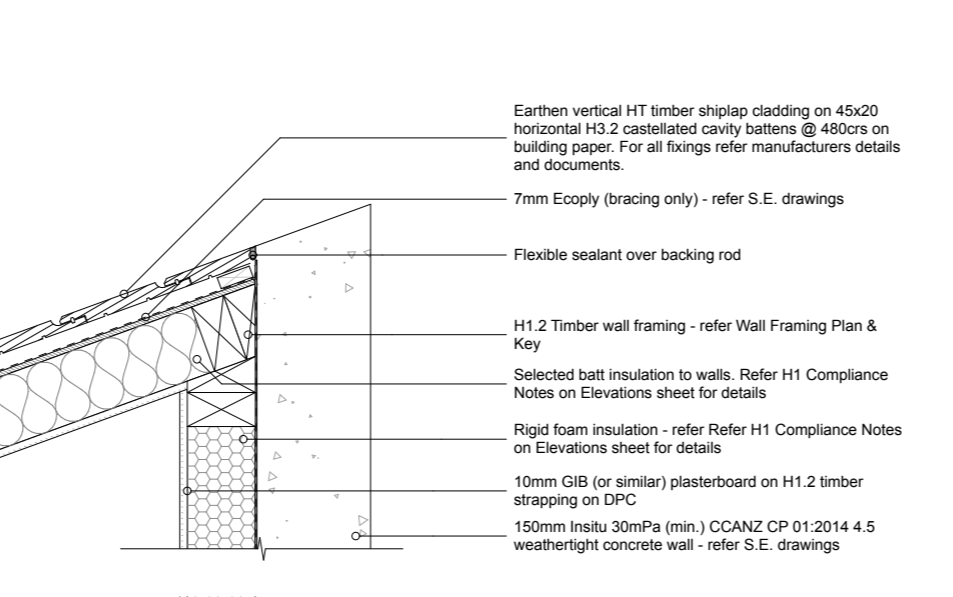 Earthen vertical HT timber shiplap cladding on 45x20
horizontal H3.2 castellated cavity battens @ 480crs on
building paper. For all fixings refer manufacturers details
and documents.
7mm Ecoply (bracing only) - refer S.E. drawings
Flexible sealant over backing rod
H1.2 Timber wall framing - refer Wall Framing Plan &
Key
Selected batt insulation to walls. Refer H1 Compliance
Notes on Elevations sheet for details
Rigid foam insulation - refer Refer H1 Compliance Notes
on Elevations sheet for details
10mm GIB (or similar) plasterboard on H1.2 timber
strapping on DPC
150mm Insitu 30mPa (min.) CCANZ CP 01:2014 4.5
weathertight concrete wall - refer S.E. drawings